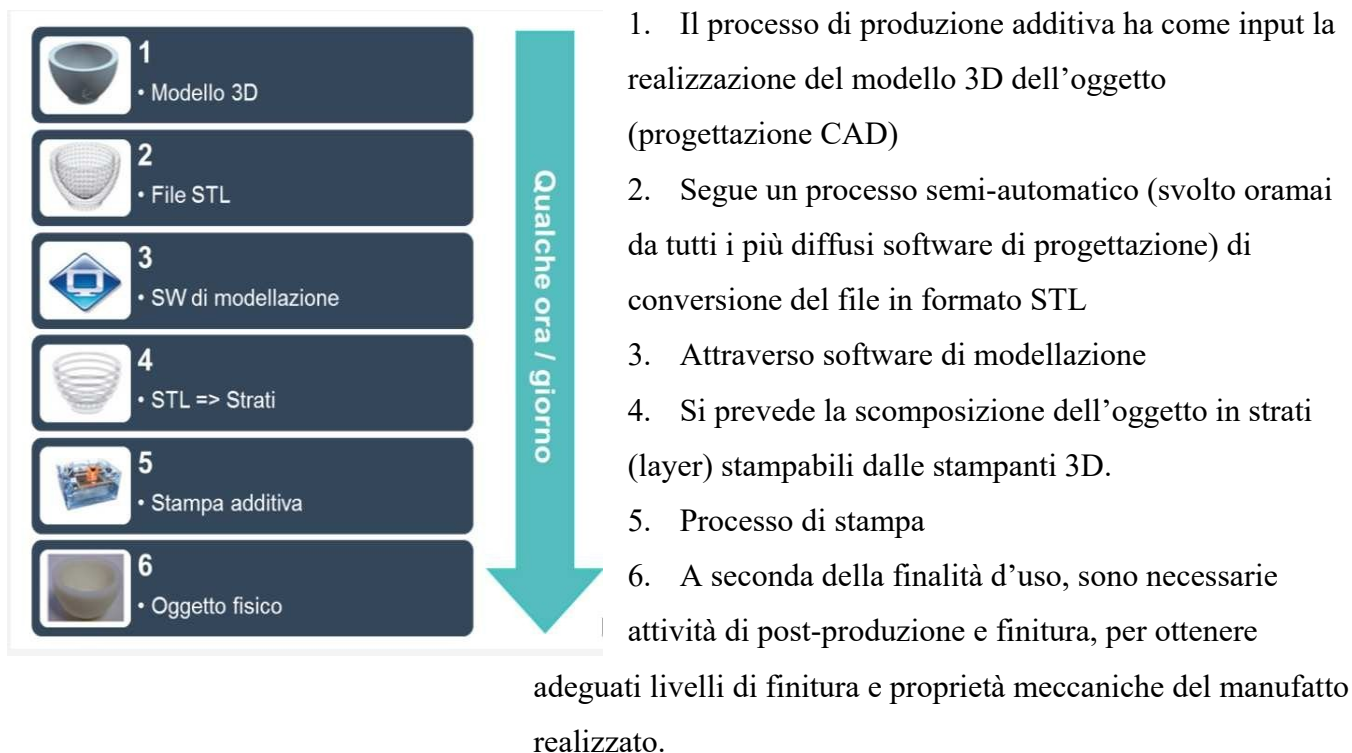 1
• Modello 3D
2
• File STL
3
• SW di modellazione
4
• STL => Strati
5
• Stampa additiva
6
• Oggetto fisico
Qualche ora / giorno
1. Il processo di produzione additiva ha come input la
realizzazione del modello 3D dell’oggetto
(progettazione CAD)
2. Segue un processo semi-automatico (svolto oramai
da tutti i più diffusi software di progettazione) di
conversione del file in formato STL
3. Attraverso software di modellazione
4. Si prevede la scomposizione dell’oggetto in strati
(layer) stampabili dalle stampanti 3D.
5. Processo di stampa
6. A seconda della finalità d’uso, sono necessarie
attività di post-produzione e finitura, per ottenere
adeguati livelli di finitura e proprietà meccaniche del manufatto
realizzato.